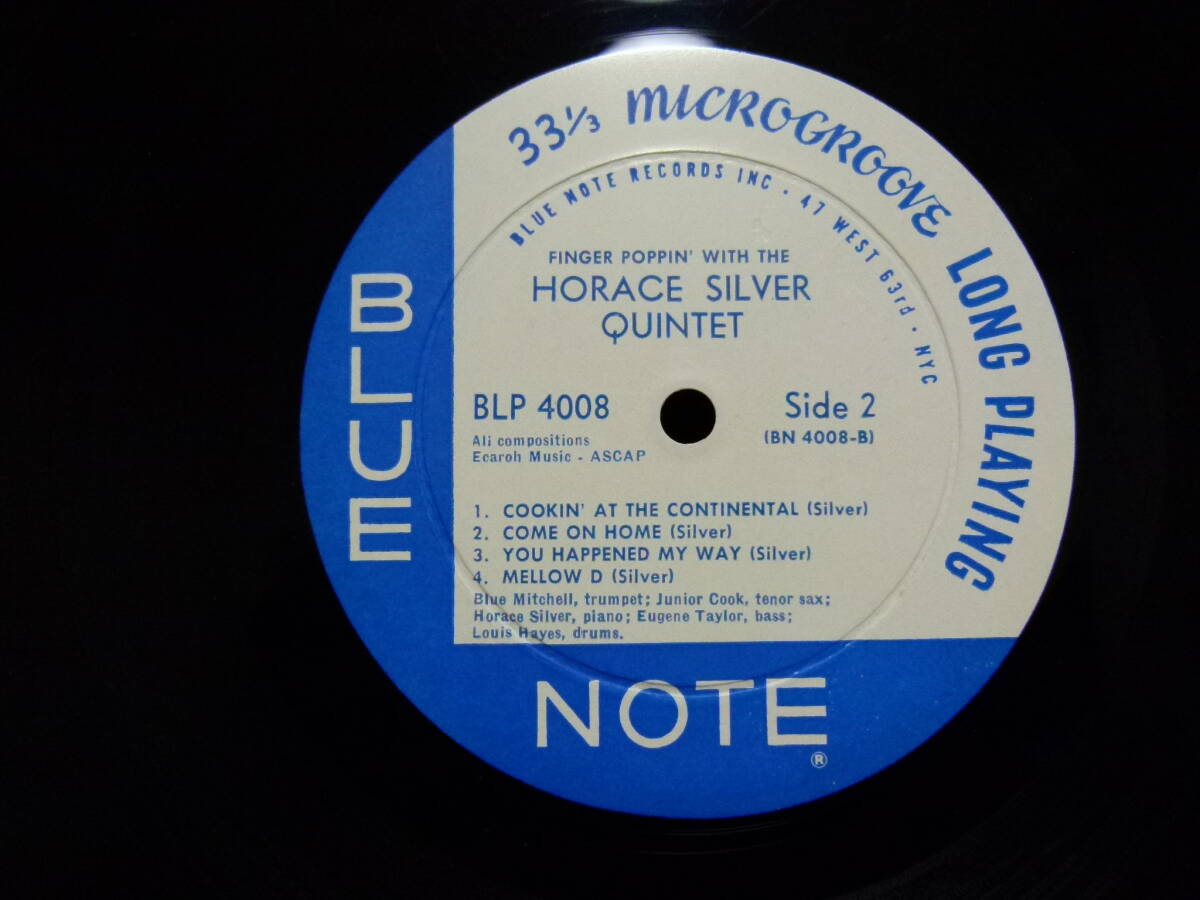 33⅓ MICROGROOVE LONG PLAYING
BLUE NOTE RECORDS INC · 47 WEST 63rd · NYC
FINGER POPPIN' WITH THE
HORACE SILVER
QUINTET
BLP 4008
Side 2
All compositions
Ecaroh Music - ASCAP
(BN 4008-B)
1. COOKIN' AT THE CONTINENTAL (Silver)
2. COME ON HOME (Silver)
3. YOU HAPPENED MY WAY (Silver)
4. MELLOW D (Silver)
Blue Mitchell, trumpet; Junior Cook, tenor sax;
Horace Silver, piano; Eugene Taylor, bass;
Louis Hayes, drums.
BLUE
NOTE
®